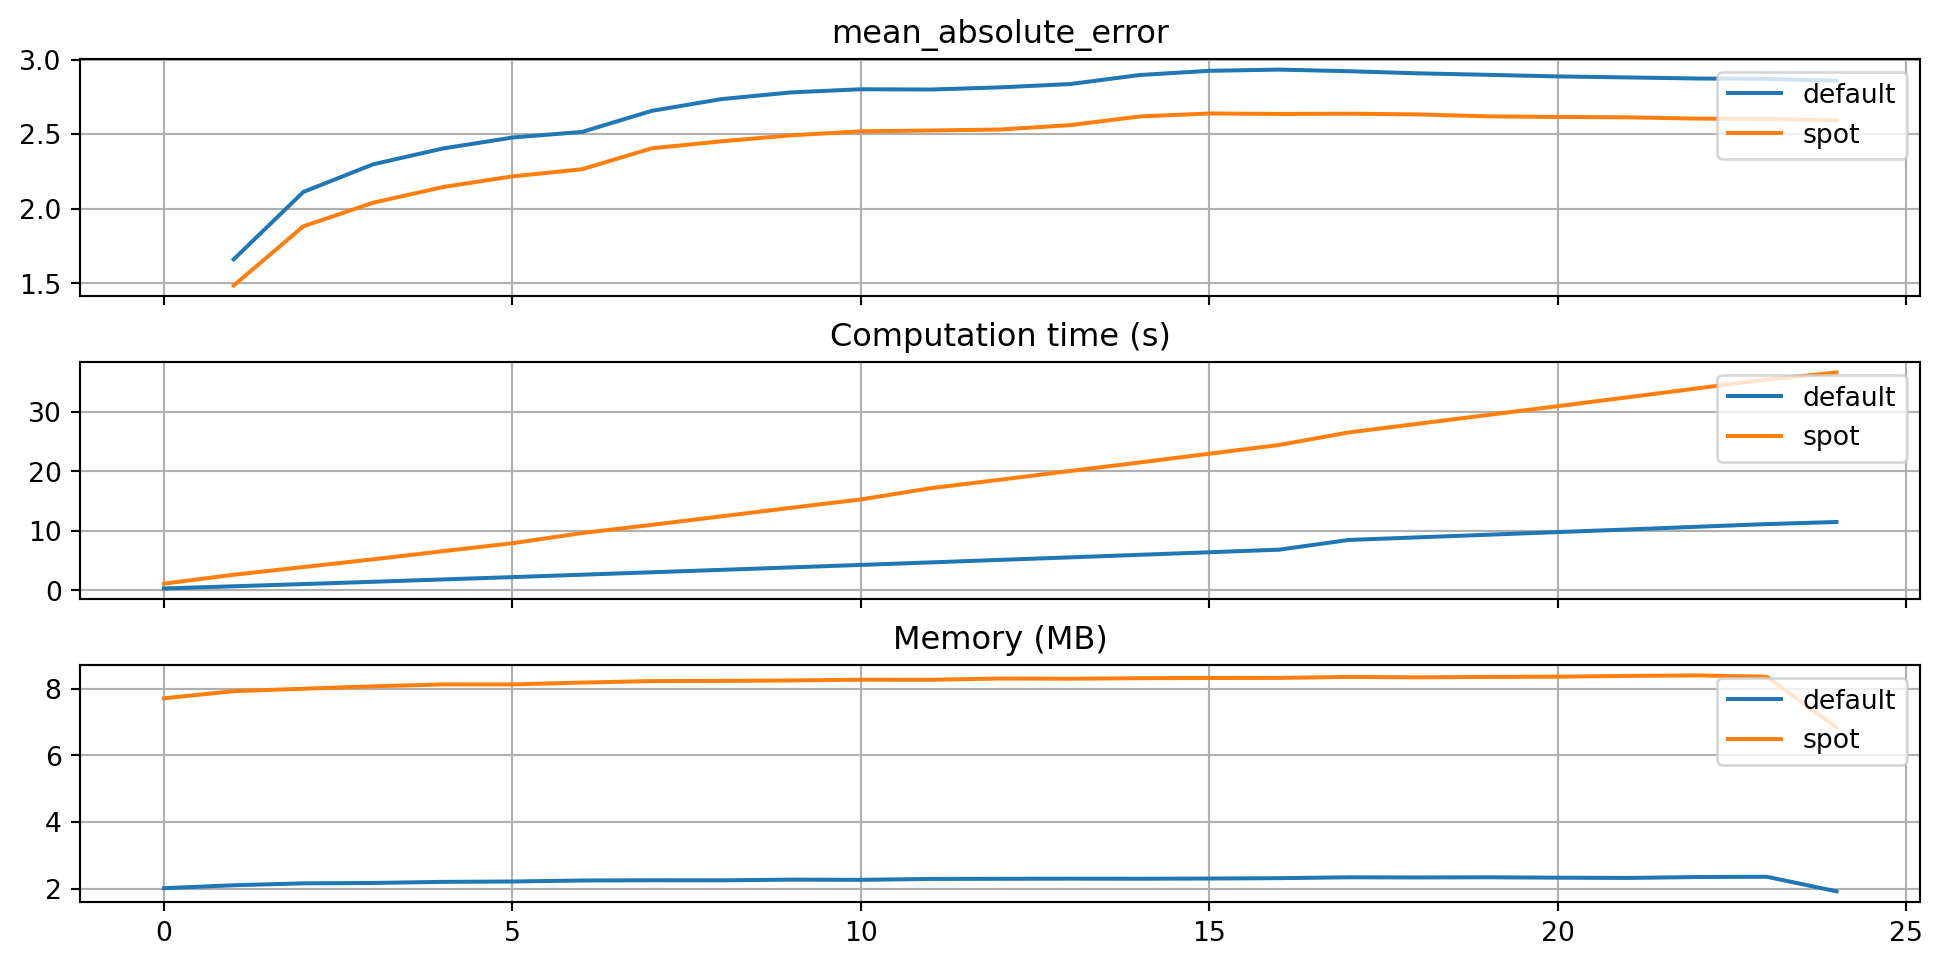 mean_absolute_error
3.0
2.5
2.0
1.5
default
spot
Computation time (s)
30
20
10
0
default
spot
Memory (MB)
8
6
4
2
default
spot
0 5 10 15 20 25